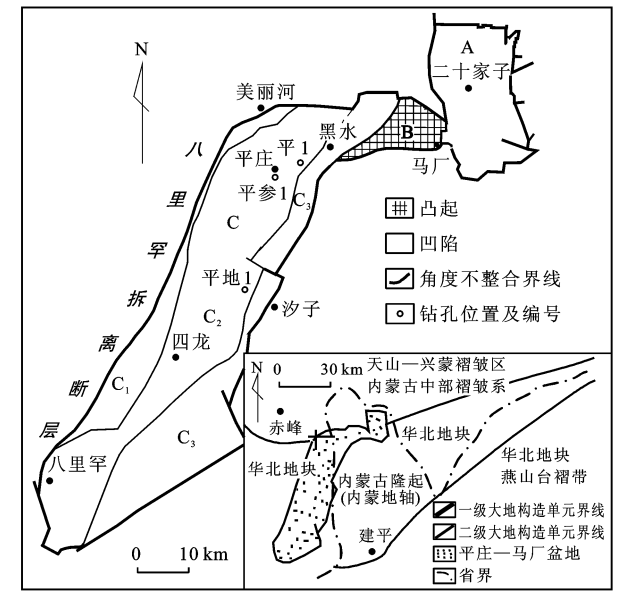 N
A
二十家子
美丽河
黑水
B
马厂
平庄
平1
平参1
C
C3
凸起
凹陷
角度不整合界线
钻孔位置及编号
平地1
汐子
C2
四龙
C1
C3
八里罕
八里罕拆离断层
0 10 km
N
0 30 km
天山—兴蒙褶皱区
内蒙古中部褶皱系
赤峰
华北地块
华北地块
内蒙古隆起
(内蒙地轴)
华北地块
燕山台褶带
建平
一级大地构造单元界线
二级大地构造单元界线
平庄—马厂盆地
省界